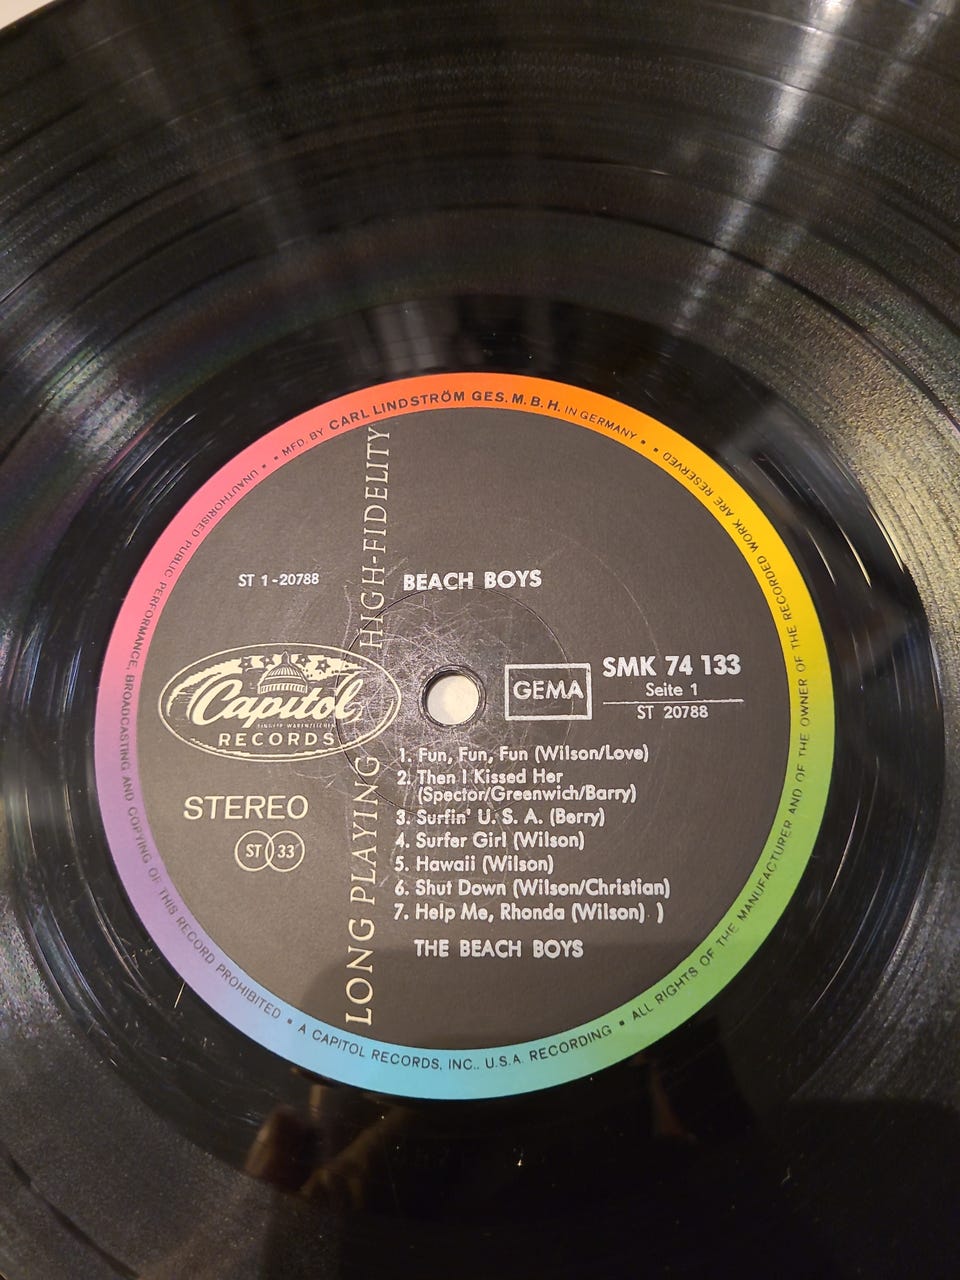 MFD. BY CARL LINDSTRÖM GES. M. B. H. IN GERMANY
ALL RIGHTS OF THE MANUFACTURER AND OF THE OWNER OF THE RECORDED WORK ARE RESERVED
UNAUTHORISED PUBLIC PERFORMANCE, BROADCASTING AND COPYING OF THIS RECORD PROHIBITED • A CAPITOL RECORDS, INC., U.S.A. RECORDING •
LONG PLAYING HIGH-FIDELITY
ST 1-20788
BEACH BOYS
Capitol
RECORDS
GEMA
SMK 74 133
Seite 1
ST 20788
STEREO
ST 33
1. Fun, Fun, Fun (Wilson/Love)
2. Then I Kissed Her
(Spector/Greenwich/Barry)
3. Surfin' U. S. A. (Berry)
4. Surfer Girl (Wilson)
5. Hawaii (Wilson)
6. Shut Down (Wilson/Christian)
7. Help Me, Rhonda (Wilson) )
THE BEACH BOYS